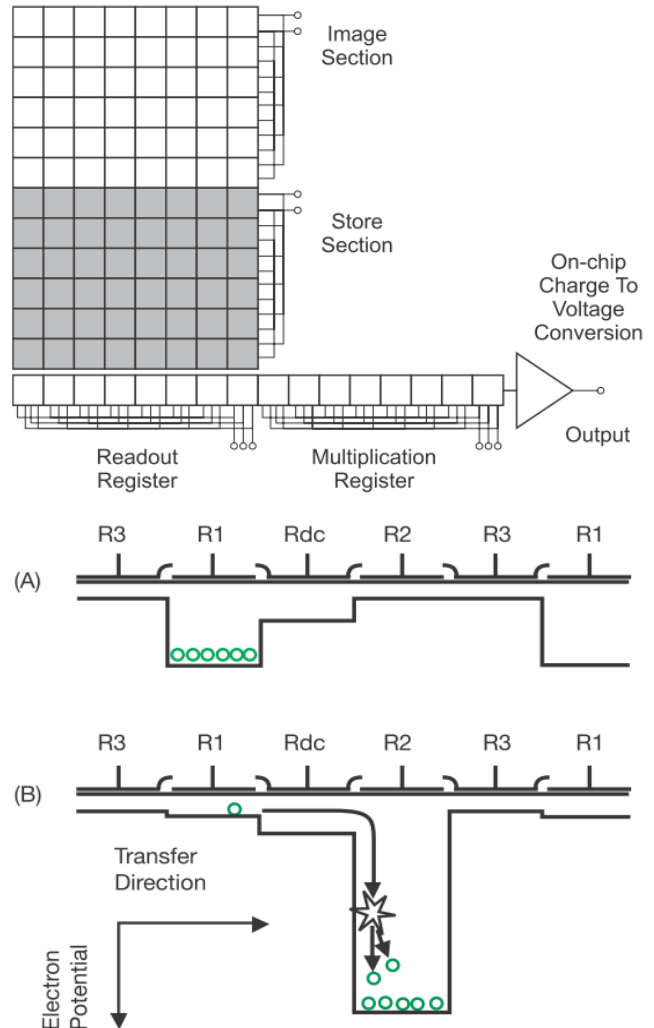 Image
Section
Store
Section
On-chip
Charge To
Voltage
Conversion
Output
Readout
Register
Multiplication
Register
R3 R1 Rdc R2 R3 R1
(A)
R3 R1 Rdc R2 R3 R1
(B)
Transfer
Direction
Electron
Potential